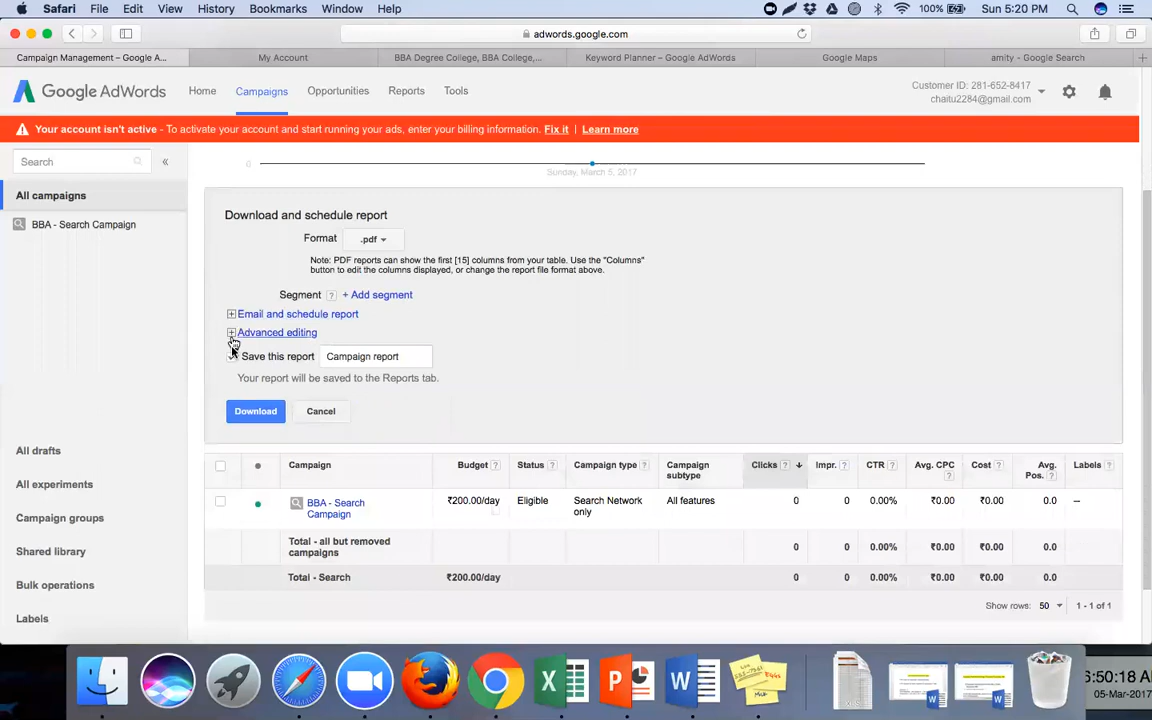 Safari File Edit View History Bookmarks Window Help 100% Sun 5:20 PM
adwords.google.com
Campaign Management – Google A... My Account BBA Degree College, BBA College,... Keyword Planner – Google AdWords Google Maps amity - Google Search
Google AdWords Home Campaigns Opportunities Reports Tools
Customer ID: 281-652-8417
chaitu2284@gmail.com
Your account isn't active - To activate your account and start running your ads, enter your billing information. Fix it | Learn more
Search «
0
Sunday, March 5, 2017
All campaigns
BBA - Search Campaign
All drafts
All experiments
Campaign groups
Shared library
Bulk operations
Labels
Download and schedule report
Format .pdf
Note: PDF reports can show the first [15] columns from your table. Use the "Columns"
button to edit the columns displayed, or change the report file format above.
Segment ? + Add segment
Email and schedule report
Advanced editing
Save this report Campaign report
Your report will be saved to the Reports tab.
Download Cancel
Campaign Budget ? Status ? Campaign type ? Campaign subtype Clicks ? Impr. ? CTR ? Avg. CPC ? Cost ? Avg. Pos. ? Labels ?
BBA - Search Campaign ₹200.00/day Eligible Search Network only All features 0 0 0.00% ₹0.00 ₹0.00 0.0 --
Total - all but removed campaigns 0 0 0.00% ₹0.00 ₹0.00 0.0
Total - Search ₹200.00/day 0 0 0.00% ₹0.00 ₹0.00 0.0
Show rows: 50 1 - 1 of 1
6:50:18 A
05-Mar-2017